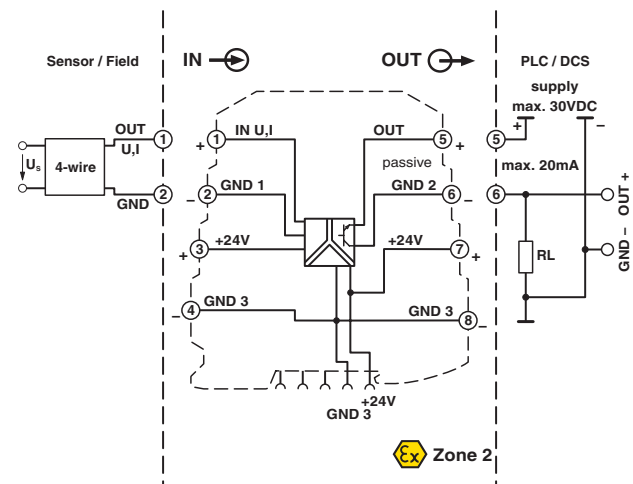 Sensor / Field
IN
OUT
PLC / DCS
supply
max. 30VDC
+ –
OUT
U,I
1
Us
4-wire
2
GND
+ 1 IN U,I
OUT 5 +
passive
– 2 GND 1
GND 2 6 –
+ 3 +24V
+24V 7 +
– 4 GND 3
GND 3 8 –
+24V
GND 3
5
max. 20mA
6
OUT +
GND –
RL
Ex Zone 2